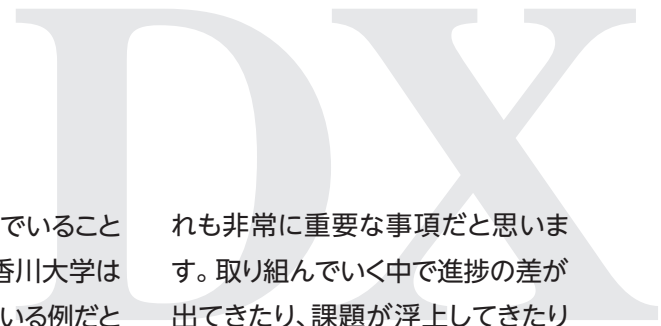 DX
でいること
香川大学は
いる例だと
れも非常に重要な事項だと思いま
す。取り組んでいく中で進捗の差が
出てきたり、課題が浮上してきたり